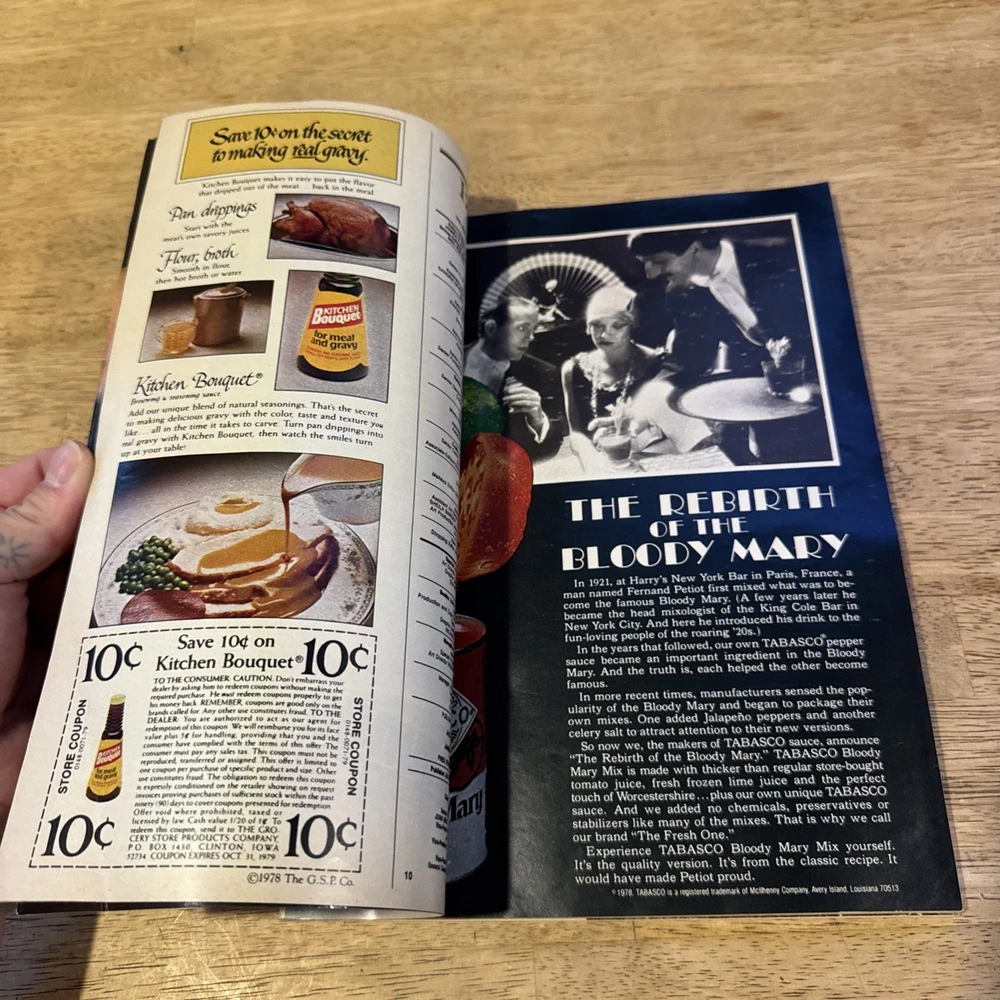 Save 10¢ on the secret
to making real gravy.
Kitchen Bouquet makes it easy to put the flavor
that dripped out of the meat . . . back in the meal.
Pan drippings
Start with the
meat's own savory juices
Flour, broth
Smooth in flour,
then hot broth or water
KITCHEN
Bouquet
for meat
and gravy
Kitchen Bouquet®
Browning & seasoning sauce
Add our unique blend of natural seasonings. That's the secret
to making delicious gravy with the color, taste and texture you
like. . . all in the time it takes to carve. Turn pan drippings into
real gravy with Kitchen Bouquet, then watch the smiles turn
up at your table!
10¢
Save 10¢ on
Kitchen Bouquet®
10¢
TO THE CONSUMER. CAUTION. Don't embarrass your
dealer by asking him to redeem coupons without making the
required purchase. He must redeem coupons properly to get
his money back. REMEMBER, coupons are good only on the
brands called for. Any other use constitutes fraud. TO THE
DEALER: You are authorized to act as our agent for
redemption of this coupon. We will reimburse you for its face
value plus 5¢ for handling, providing that you and the
consumer have complied with the terms of this offer. The
consumer must pay any sales tax. This coupon must not be
reproduced, transferred or assigned. This offer is limited to
one coupon per purchase of specific product and size. Other
use constitutes fraud. The obligation to redeem this coupon
is expressly conditioned on the retailer showing on request
invoices proving purchases of sufficient stock within the past
ninety (90) days to cover coupons presented for redemption.
Offer void where prohibited, taxed or
licensed by law. Cash value 1/20 of 1¢ To
redeem this coupon, send it to THE GRO-
CERY STORE PRODUCTS COMPANY,
P.O. BOX 1430, CLINTON, IOWA
52734. COUPON EXPIRES OCT. 31, 1979
STORE COUPON
0148-0071-79
KITCHEN
Bouquet
for meat
and gravy
STORE COUPON
0148-0071-79
10¢
10¢
©1978 The G.S.P. Co.
10
Mary
THE REBIRTH
OF THE
BLOODY MARY
In 1921, at Harry's New York Bar in Paris, France, a
man named Fernand Petiot first mixed what was to be-
come the famous Bloody Mary. (A few years later he
became the head mixologist of the King Cole Bar in
New York City. And here he introduced his drink to the
fun-loving people of the roaring '20s.)
In the years that followed, our own TABASCO® pepper
sauce became an important ingredient in the Bloody
Mary. And the truth is, each helped the other become
famous.
In more recent times, manufacturers sensed the pop-
ularity of the Bloody Mary and began to package their
own mixes. One added Jalapeño peppers and another
celery salt to attract attention to their new versions.
So now we, the makers of TABASCO sauce, announce
"The Rebirth of the Bloody Mary." TABASCO Bloody
Mary Mix is made with thicker than regular store-bought
tomato juice, fresh frozen lime juice and the perfect
touch of Worcestershire...plus our own unique TABASCO
sauce. And we added no chemicals, preservatives or
stabilizers like many of the mixes. That is why we call
our brand "The Fresh One."
Experience TABASCO Bloody Mary Mix yourself.
It's the quality version. It's from the classic recipe. It
would have made Petiot proud.
© 1978. TABASCO is a registered trademark of McIlhenny Company, Avery Island, Louisiana 70513